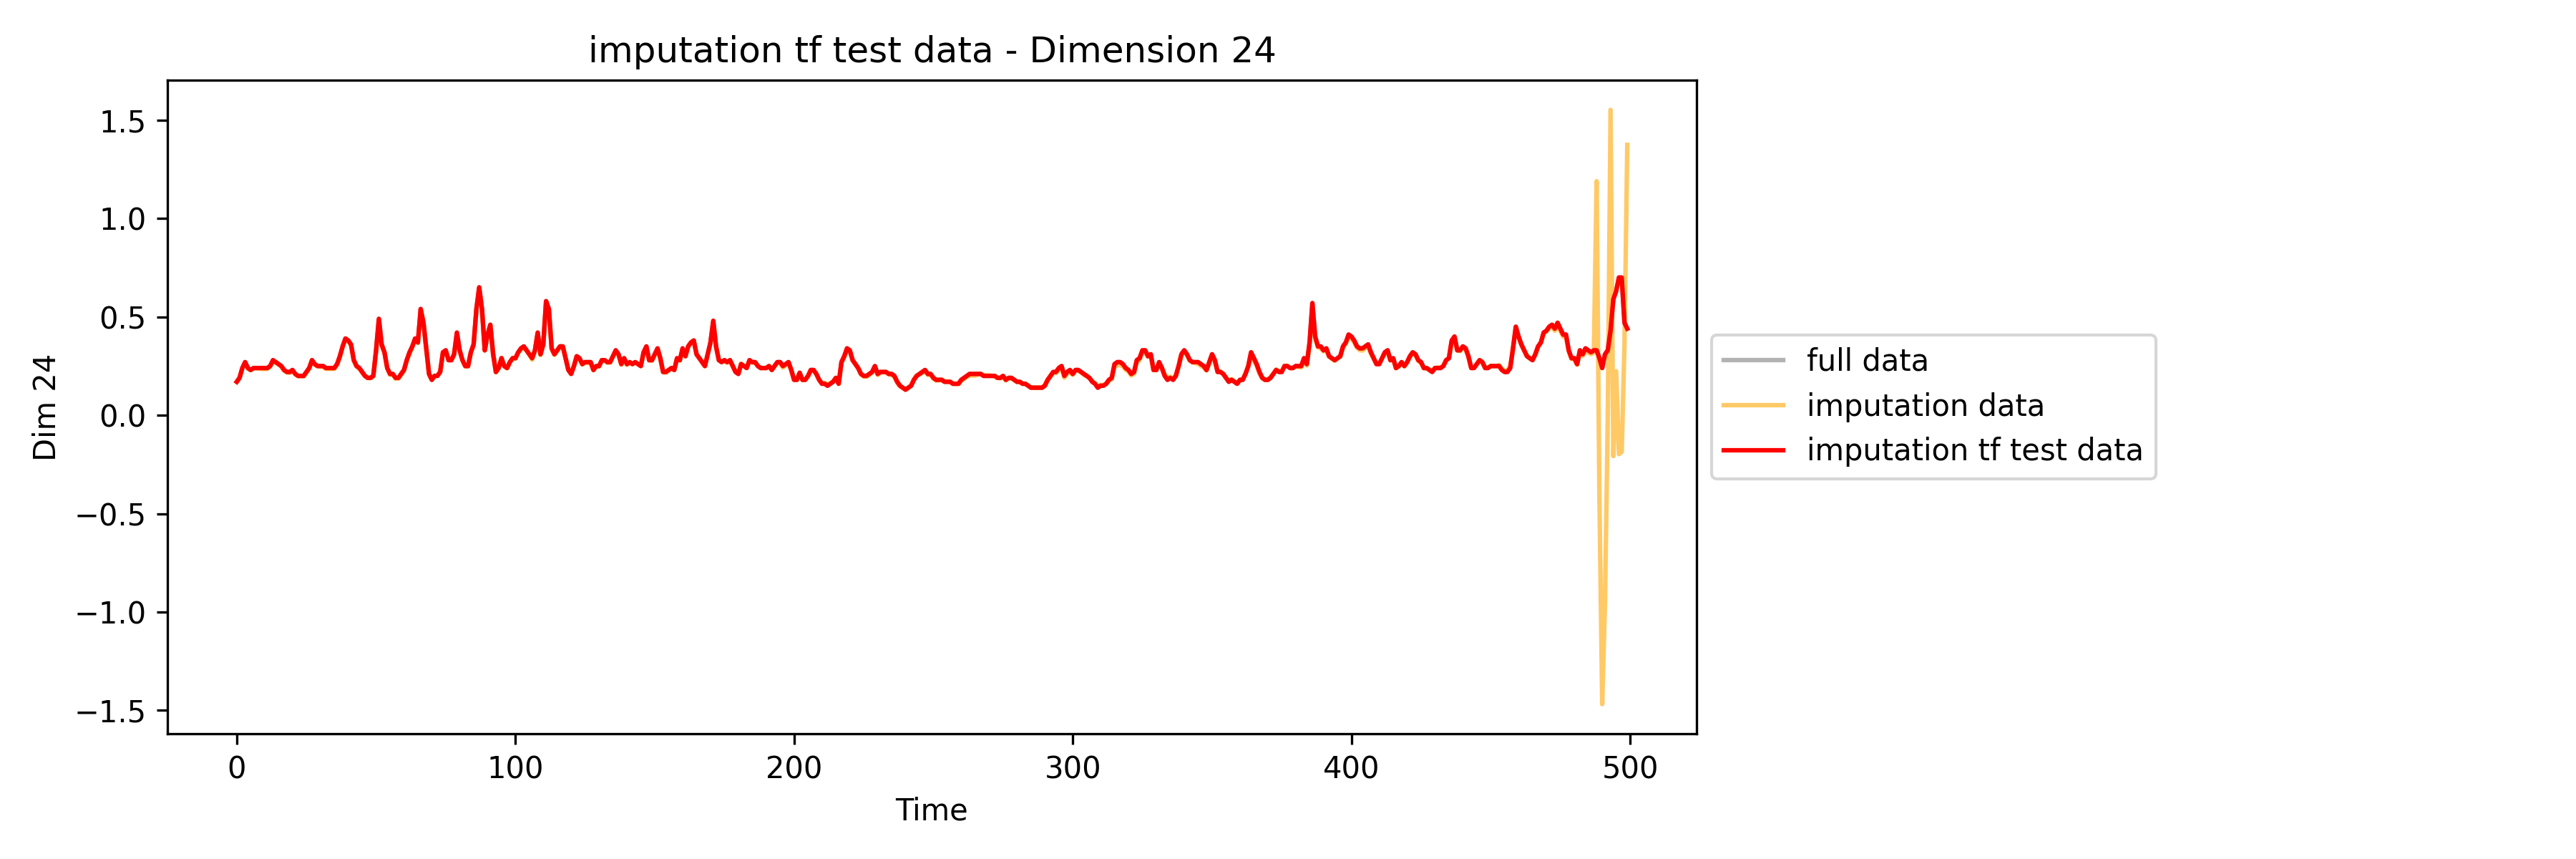 imputation tf test data - Dimension 24
1.5
1.0
0.5
0.0
−0.5
−1.0
−1.5
Dim 24
0 100 200 300 400 500
Time
full data
imputation data
imputation tf test data